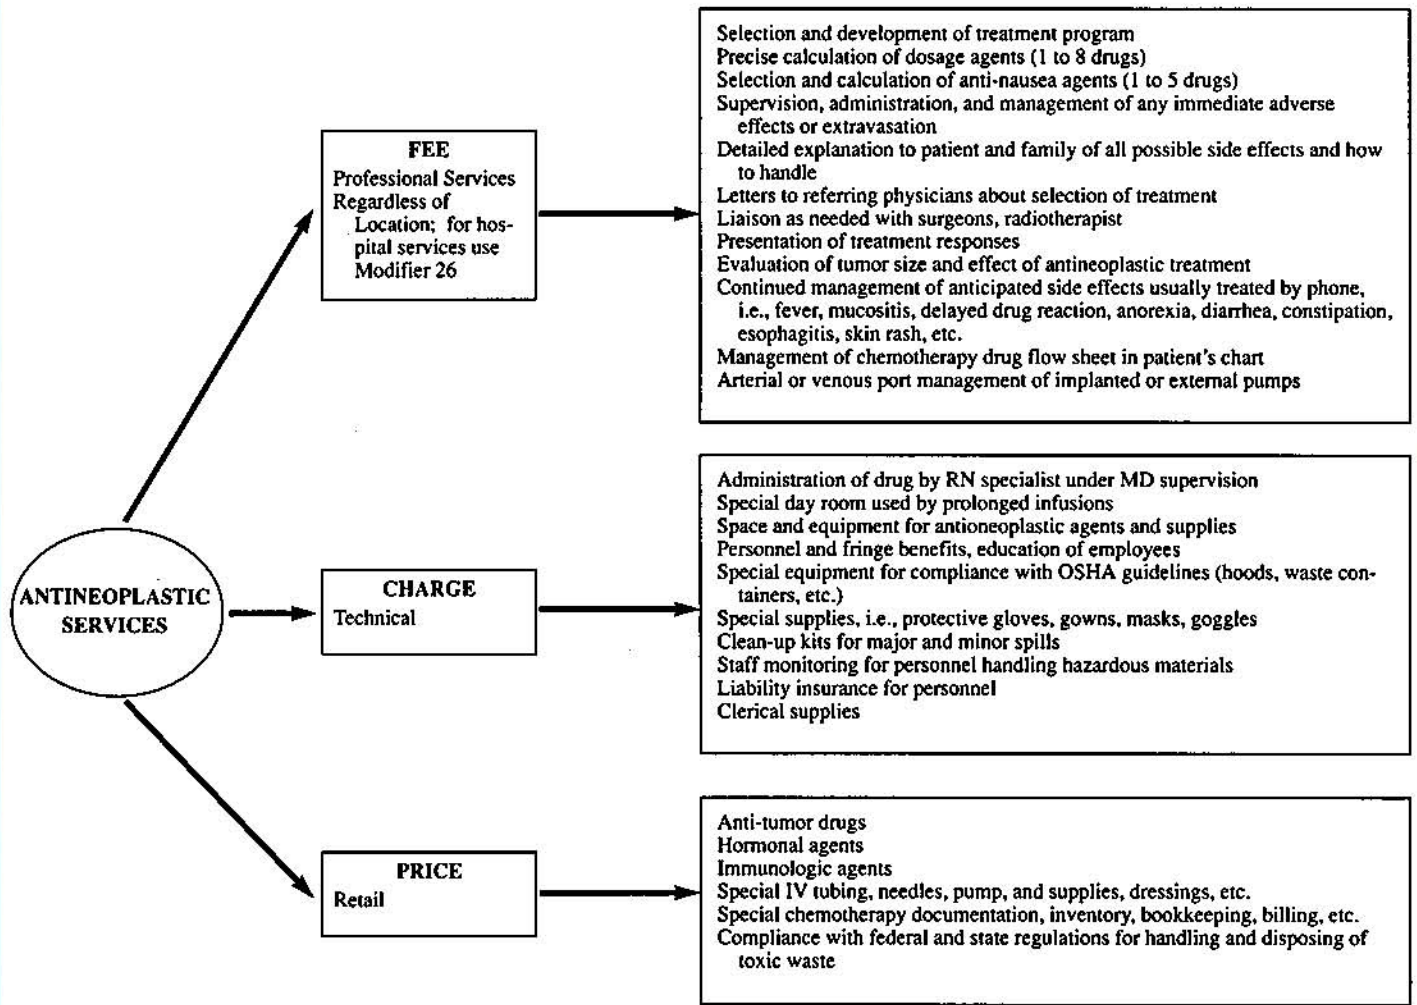 ANTINEOPLASTIC
SERVICES
FEE
Professional Services
Regardless of
Location; for hos-
pital services use
Modifier 26
Selection and development of treatment program
Precise calculation of dosage agents (1 to 8 drugs)
Selection and calculation of anti-nausea agents (1 to 5 drugs)
Supervision, administration, and management of any immediate adverse
effects or extravasation
Detailed explanation to patient and family of all possible side effects and how
to handle
Letters to referring physicians about selection of treatment
Liaison as needed with surgeons, radiotherapist
Presentation of treatment responses
Evaluation of tumor size and effect of antineoplastic treatment
Continued management of anticipated side effects usually treated by phone,
i.e., fever, mucositis, delayed drug reaction, anorexia, diarrhea, constipation,
esophagitis, skin rash, etc.
Management of chemotherapy drug flow sheet in patient's chart
Arterial or venous port management of implanted or external pumps
CHARGE
Technical
Administration of drug by RN specialist under MD supervision
Special day room used by prolonged infusions
Space and equipment for antioneoplastic agents and supplies
Personnel and fringe benefits, education of employees
Special equipment for compliance with OSHA guidelines (hoods, waste con-
tainers, etc.)
Special supplies, i.e., protective gloves, gowns, masks, goggles
Clean-up kits for major and minor spills
Staff monitoring for personnel handling hazardous materials
Liability insurance for personnel
Clerical supplies
PRICE
Retail
Anti-tumor drugs
Hormonal agents
Immunologic agents
Special IV tubing, needles, pump, and supplies, dressings, etc.
Special chemotherapy documentation, inventory, bookkeeping, billing, etc.
Compliance with federal and state regulations for handling and disposing of
toxic waste